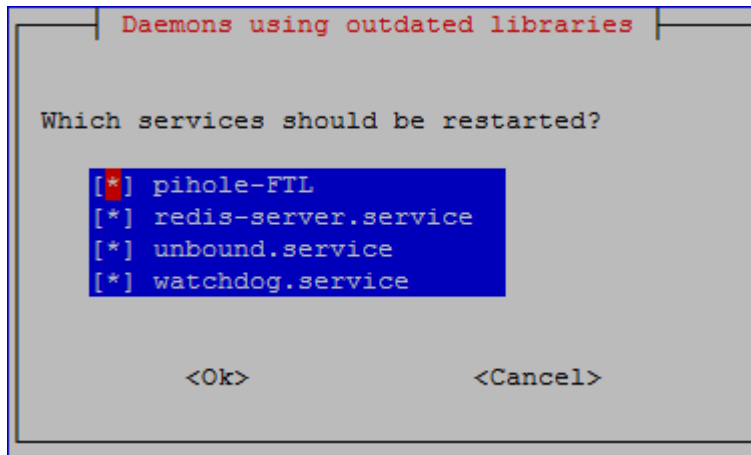 Daemons using outdated libraries
Which services should be restarted?
[*] pihole-FTL
[*] redis-server.service
[*] unbound.service
[*] watchdog.service
<Ok> <Cancel>